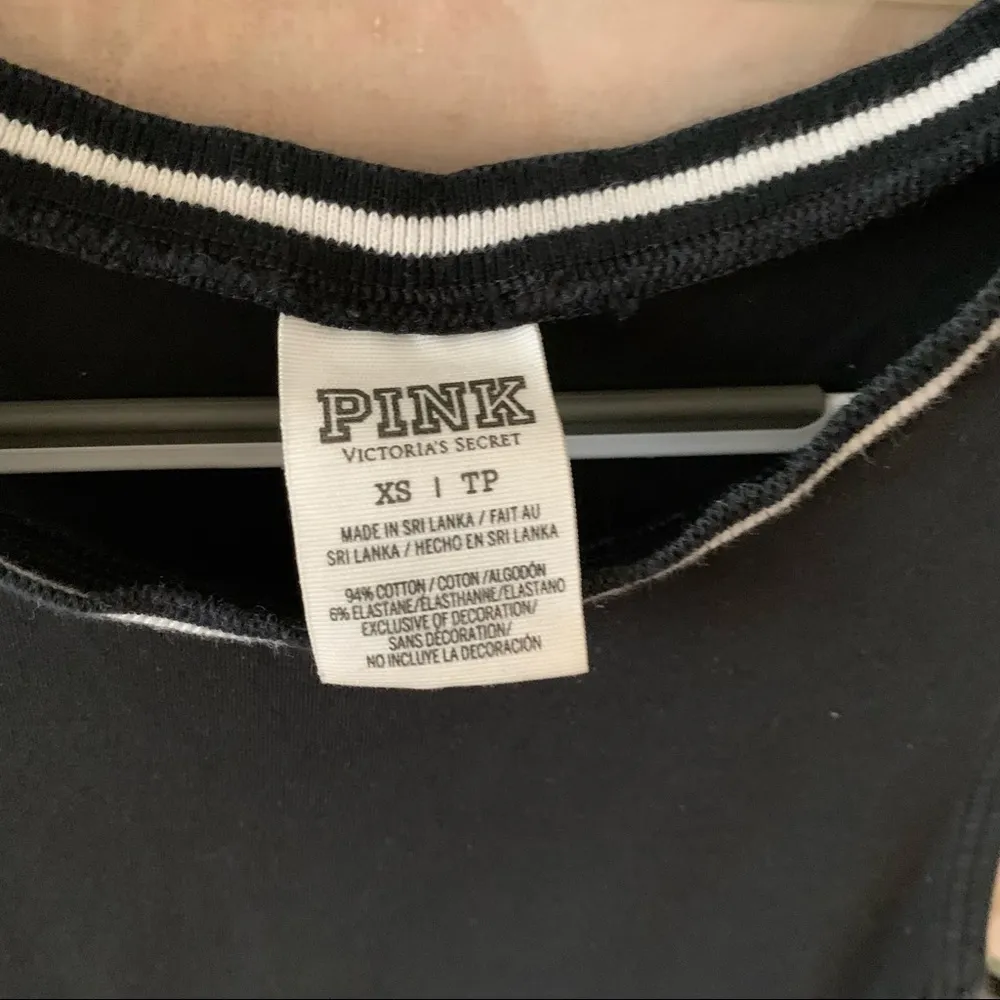 PINK
VICTORIA'S SECRET
XS | TP
MADE IN SRI LANKA / FAIT AU
SRI LANKA / HECHO EN SRI LANKA
94% COTTON / COTON /ALGODÓN
6% ELASTANE/ÉLASTHANNE/ELASTANO
EXCLUSIVE OF DECORATION/
SANS DÉCORATION/
NO INCLUYE LA DECORACIÓN